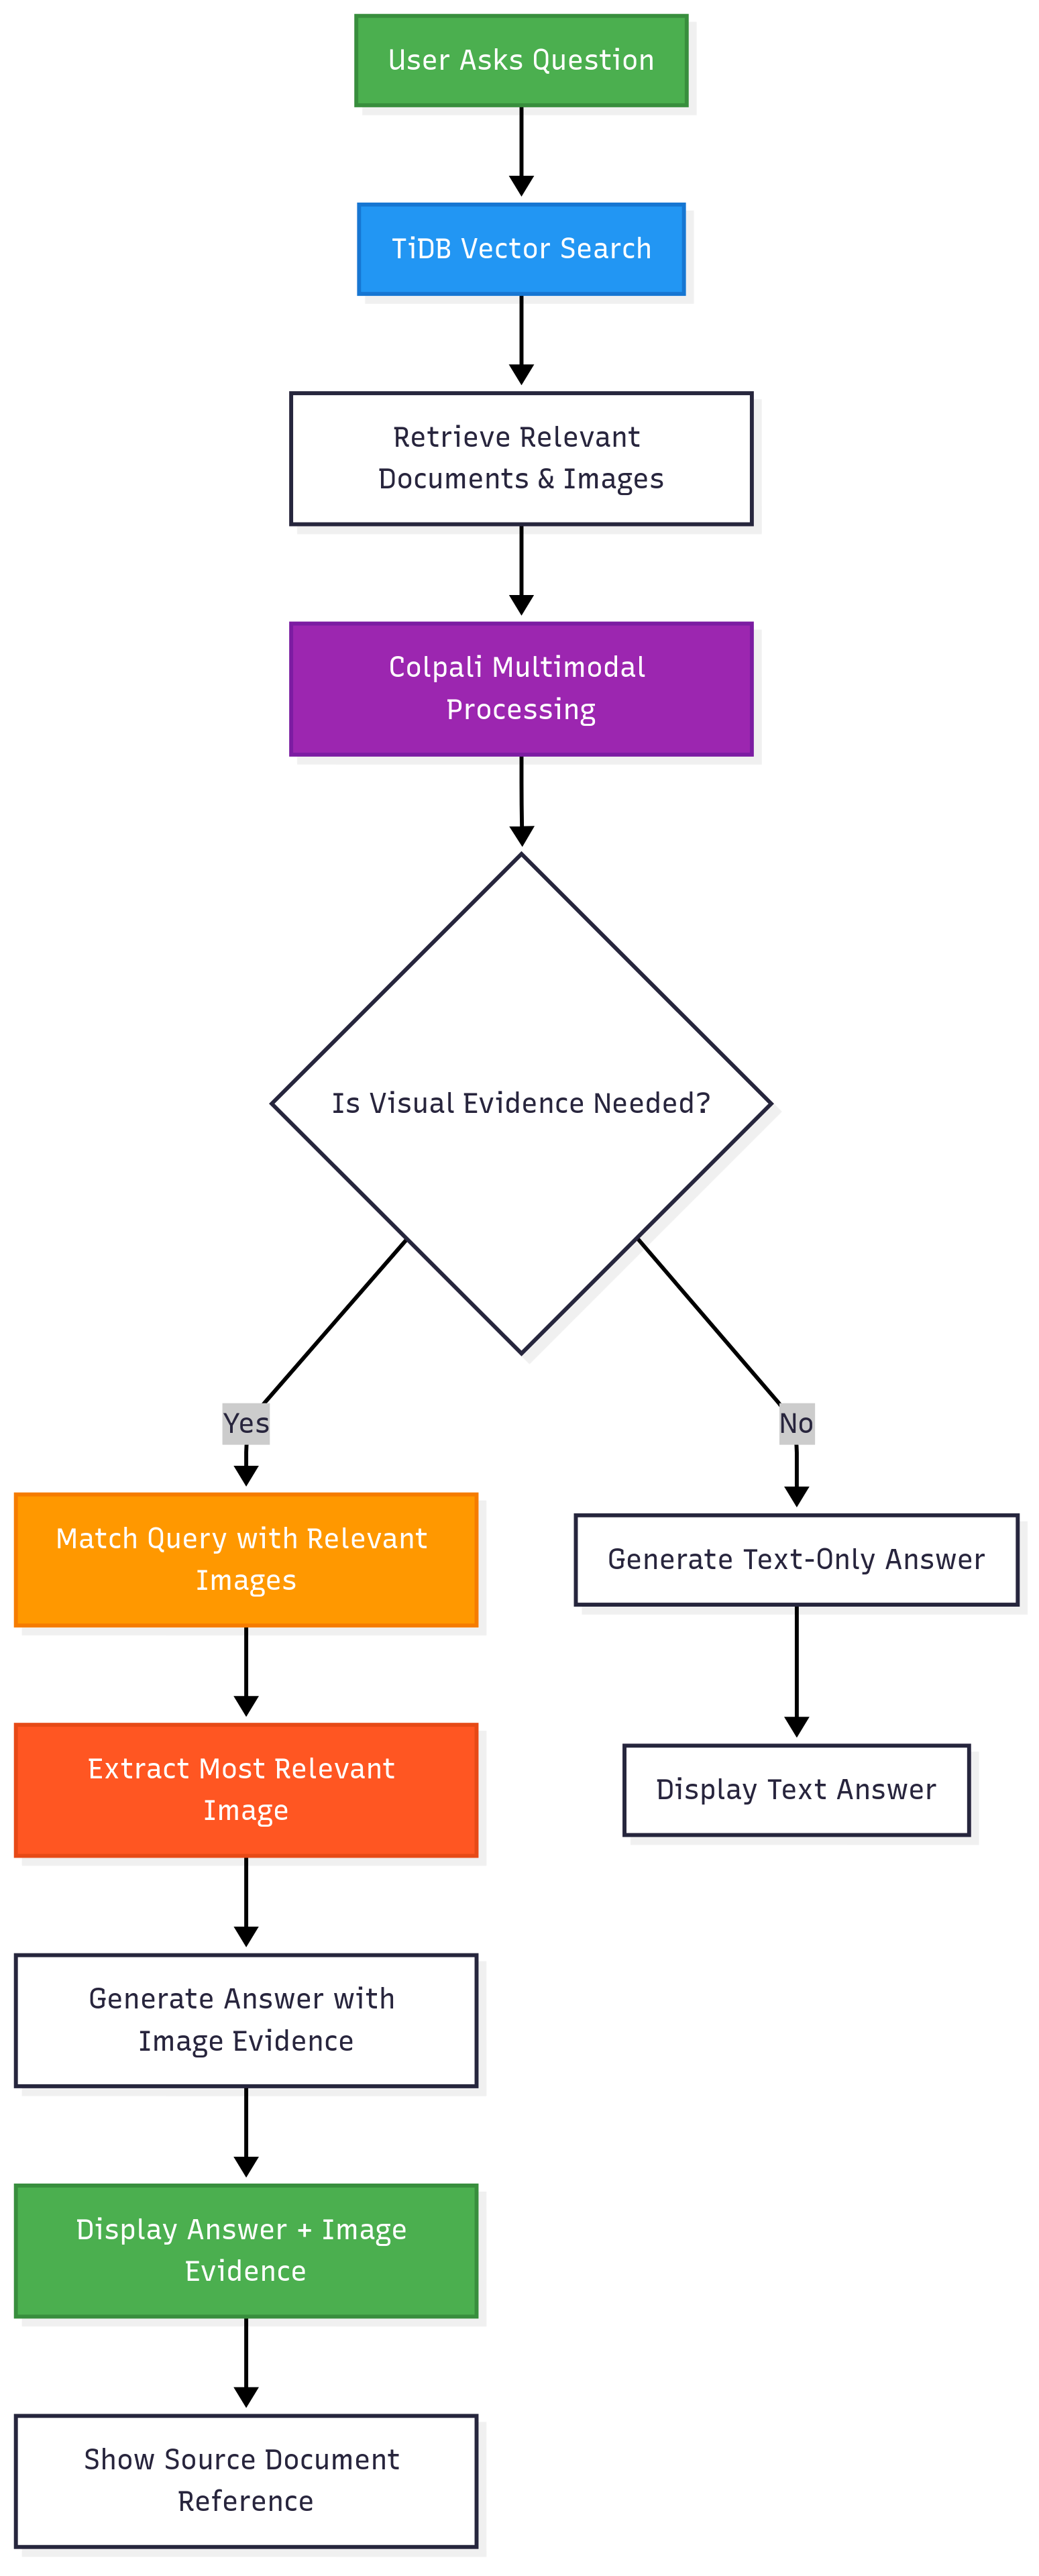 User Asks Question
TiDB Vector Search
Retrieve Relevant
Documents & Images
Colpali Multimodal
Processing
Is Visual Evidence Needed?
Yes
No
Match Query with Relevant
Images
Generate Text-Only Answer
Extract Most Relevant
Image
Display Text Answer
Generate Answer with
Image Evidence
Display Answer + Image
Evidence
Show Source Document
Reference